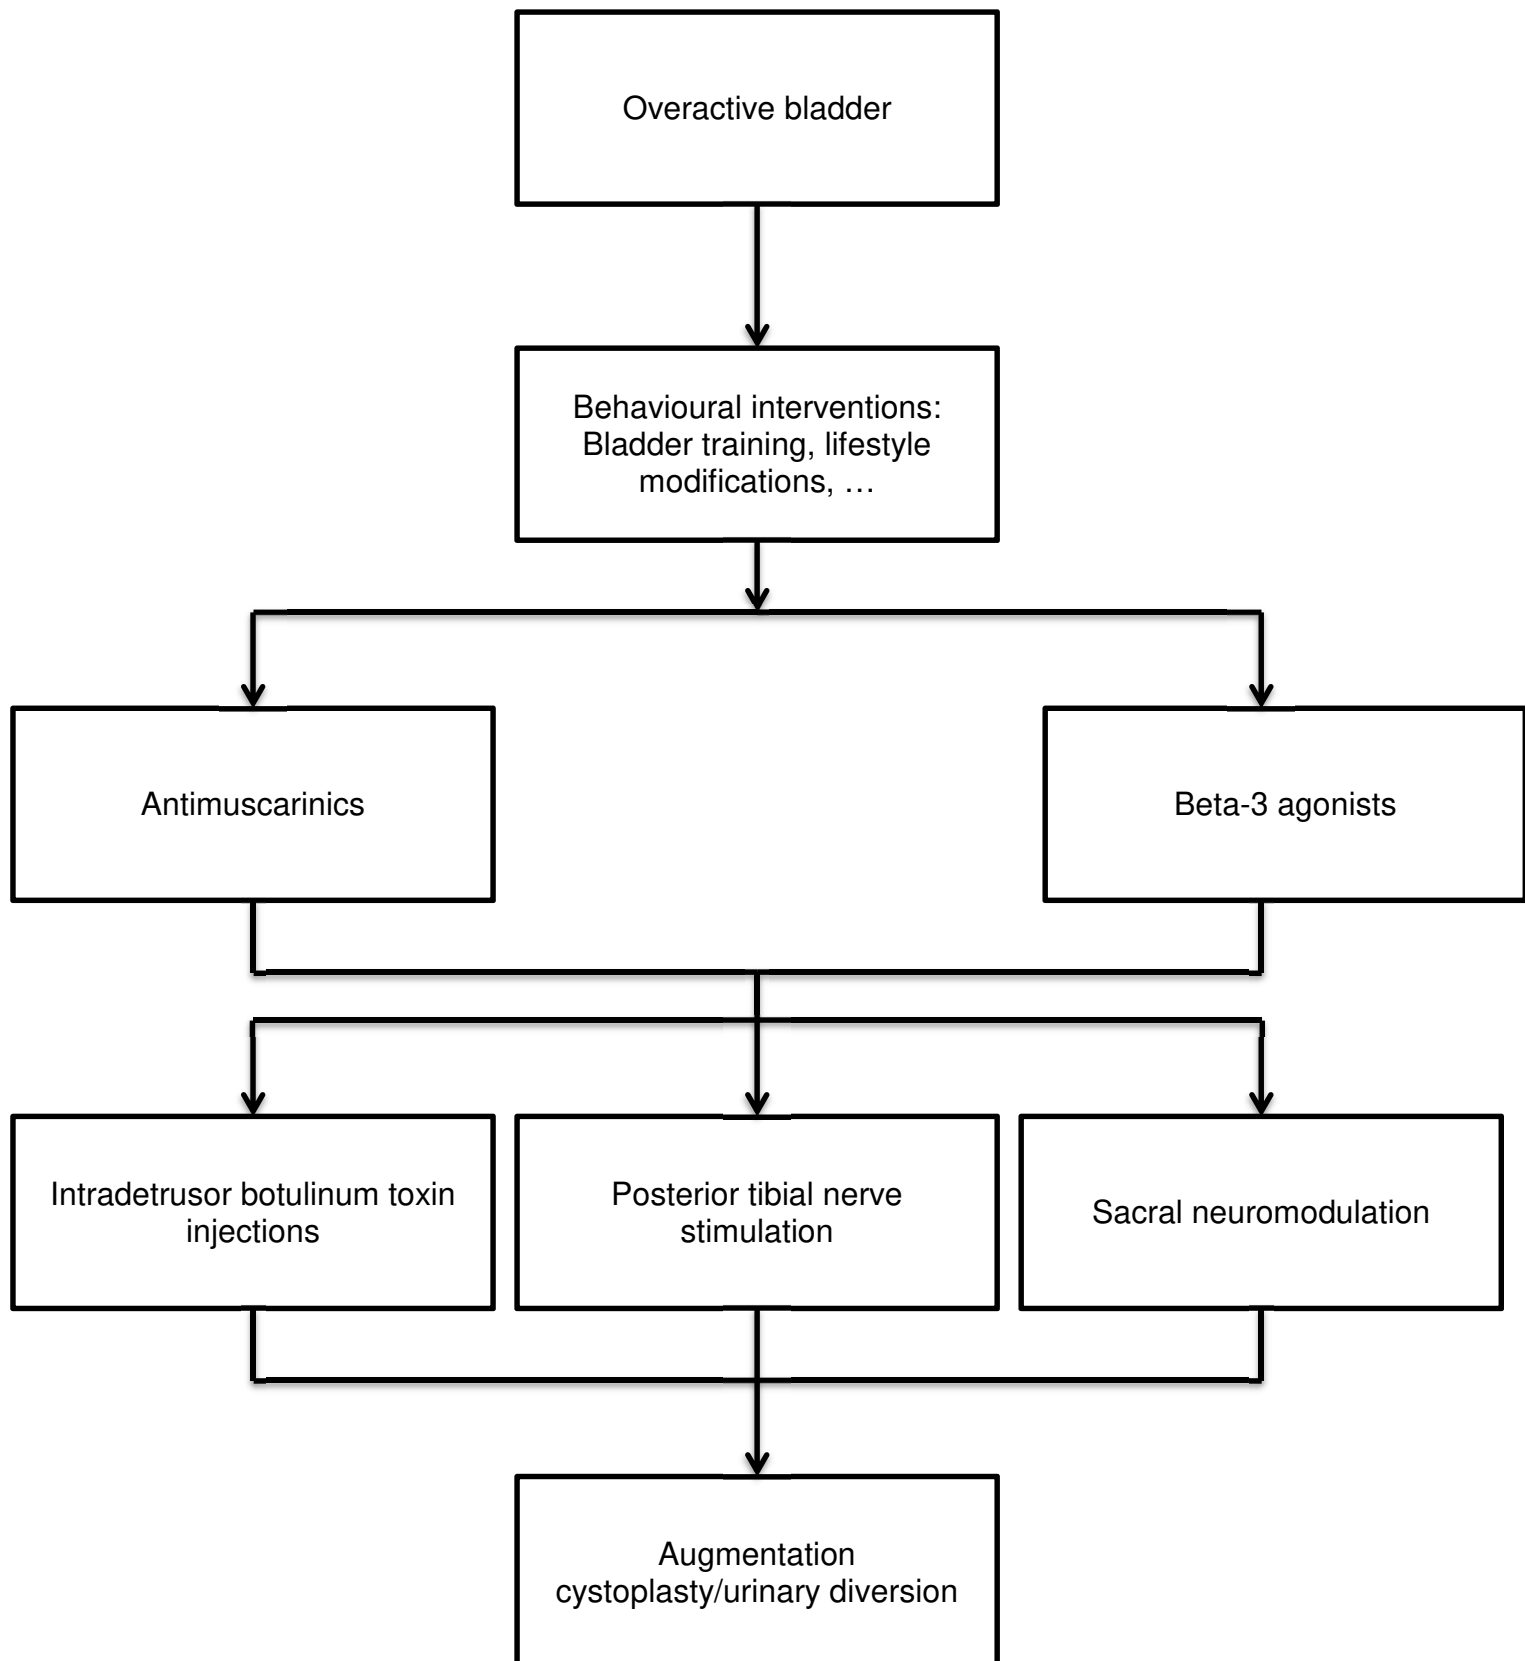 Overactive bladder
Behavioural interventions:
Bladder training, lifestyle
modifications, …
Antimuscarinics
Beta-3 agonists
Intradetrusor botulinum toxin
injections
Posterior tibial nerve
stimulation
Sacral neuromodulation
Augmentation
cystoplasty/urinary diversion